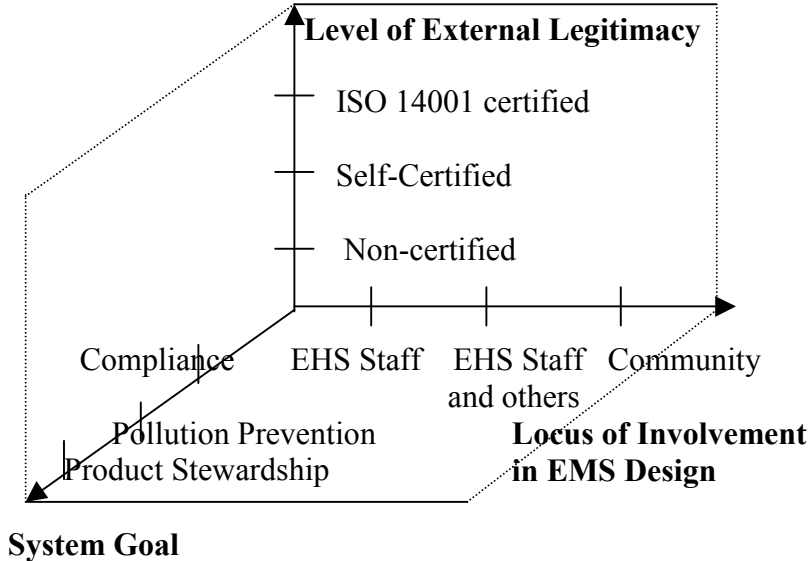 Level of External Legitimacy
ISO 14001 certified
Self-Certified
Non-certified
Compliance
EHS Staff
EHS Staff
and others
Community
Pollution Prevention
Product Stewardship
Locus of Involvement
in EMS Design
System Goal